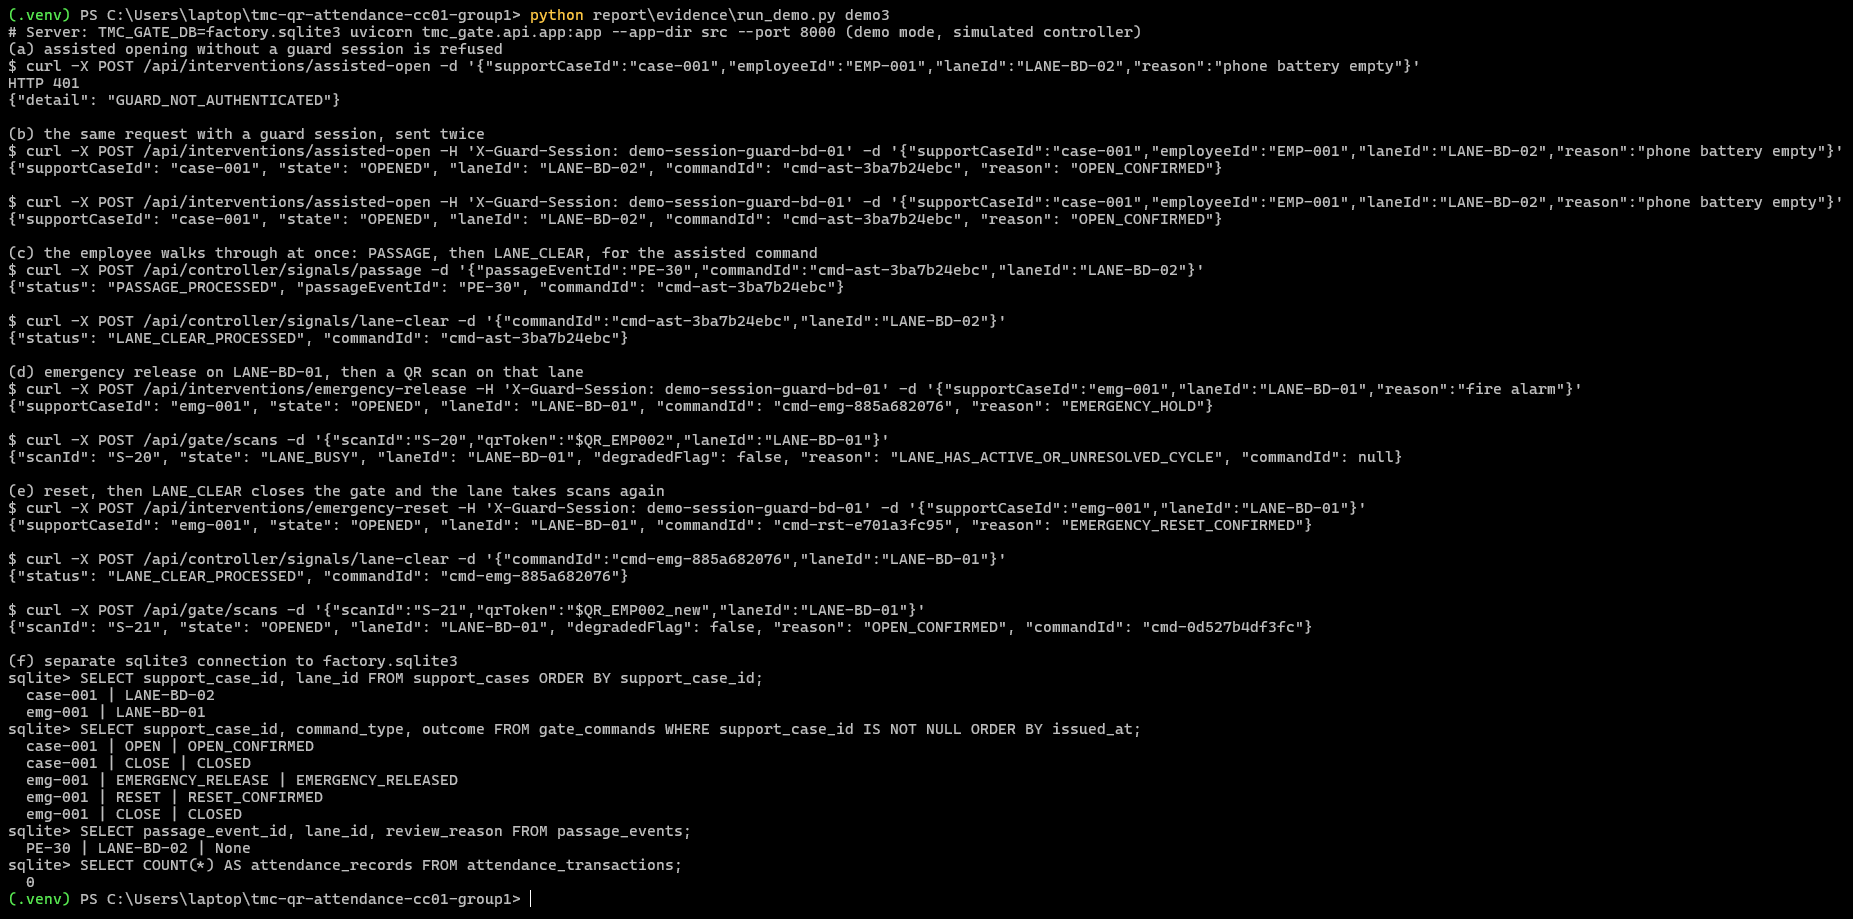 (.venv) PS C:\Users\laptop\tmc-qr-attendance-cc01-group1> python report\evidence\run_demo.py demo3
# Server: TMC_GATE_DB=factory.sqlite3 uvicorn tmc_gate.api.app:app --app-dir src --port 8000 (demo mode, simulated controller)
(a) assisted opening without a guard session is refused
$ curl -X POST /api/interventions/assisted-open -d '{"supportCaseId":"case-001","employeeId":"EMP-001","laneId":"LANE-BD-02","reason":"phone battery empty"}'
HTTP 401
{"detail": "GUARD_NOT_AUTHENTICATED"}

(b) the same request with a guard session, sent twice
$ curl -X POST /api/interventions/assisted-open -H 'X-Guard-Session: demo-session-guard-bd-01' -d '{"supportCaseId":"case-001","employeeId":"EMP-001","laneId":"LANE-BD-02","reason":"phone battery empty"}'
{"supportCaseId": "case-001", "state": "OPENED", "laneId": "LANE-BD-02", "commandId": "cmd-ast-3ba7b24ebc", "reason": "OPEN_CONFIRMED"}

$ curl -X POST /api/interventions/assisted-open -H 'X-Guard-Session: demo-session-guard-bd-01' -d '{"supportCaseId":"case-001","employeeId":"EMP-001","laneId":"LANE-BD-02","reason":"phone battery empty"}'
{"supportCaseId": "case-001", "state": "OPENED", "laneId": "LANE-BD-02", "commandId": "cmd-ast-3ba7b24ebc", "reason": "OPEN_CONFIRMED"}

(c) the employee walks through at once: PASSAGE, then LANE_CLEAR, for the assisted command
$ curl -X POST /api/controller/signals/passage -d '{"passageEventId":"PE-30","commandId":"cmd-ast-3ba7b24ebc","laneId":"LANE-BD-02"}'
{"status": "PASSAGE_PROCESSED", "passageEventId": "PE-30", "commandId": "cmd-ast-3ba7b24ebc"}

$ curl -X POST /api/controller/signals/lane-clear -d '{"commandId":"cmd-ast-3ba7b24ebc","laneId":"LANE-BD-02"}'
{"status": "LANE_CLEAR_PROCESSED", "commandId": "cmd-ast-3ba7b24ebc"}

(d) emergency release on LANE-BD-01, then a QR scan on that lane
$ curl -X POST /api/interventions/emergency-release -H 'X-Guard-Session: demo-session-guard-bd-01' -d '{"supportCaseId":"emg-001","laneId":"LANE-BD-01","reason":"fire alarm"}'
{"supportCaseId": "emg-001", "state": "OPENED", "laneId": "LANE-BD-01", "commandId": "cmd-emg-885a682076", "reason": "EMERGENCY_HOLD"}

$ curl -X POST /api/gate/scans -d '{"scanId":"S-20","qrToken":"$QR_EMP002","laneId":"LANE-BD-01"}'
{"scanId": "S-20", "state": "LANE_BUSY", "laneId": "LANE-BD-01", "degradedFlag": false, "reason": "LANE_HAS_ACTIVE_OR_UNRESOLVED_CYCLE", "commandId": null}

(e) reset, then LANE_CLEAR closes the gate and the lane takes scans again
$ curl -X POST /api/interventions/emergency-reset -H 'X-Guard-Session: demo-session-guard-bd-01' -d '{"supportCaseId":"emg-001","laneId":"LANE-BD-01"}'
{"supportCaseId": "emg-001", "state": "OPENED", "laneId": "LANE-BD-01", "commandId": "cmd-rst-e701a3fc95", "reason": "EMERGENCY_RESET_CONFIRMED"}

$ curl -X POST /api/controller/signals/lane-clear -d '{"commandId":"cmd-emg-885a682076","laneId":"LANE-BD-01"}'
{"status": "LANE_CLEAR_PROCESSED", "commandId": "cmd-emg-885a682076"}

$ curl -X POST /api/gate/scans -d '{"scanId":"S-21","qrToken":"$QR_EMP002_new","laneId":"LANE-BD-01"}'
{"scanId": "S-21", "state": "OPENED", "laneId": "LANE-BD-01", "degradedFlag": false, "reason": "OPEN_CONFIRMED", "commandId": "cmd-0d527b4df3fc"}

(f) separate sqlite3 connection to factory.sqlite3
sqlite> SELECT support_case_id, lane_id FROM support_cases ORDER BY support_case_id;
  case-001 | LANE-BD-02
  emg-001 | LANE-BD-01
sqlite> SELECT support_case_id, command_type, outcome FROM gate_commands WHERE support_case_id IS NOT NULL ORDER BY issued_at;
  case-001 | OPEN | OPEN_CONFIRMED
  case-001 | CLOSE | CLOSED
  emg-001 | EMERGENCY_RELEASE | EMERGENCY_RELEASED
  emg-001 | RESET | RESET_CONFIRMED
  emg-001 | CLOSE | CLOSED
sqlite> SELECT passage_event_id, lane_id, review_reason FROM passage_events;
  PE-30 | LANE-BD-02 | None
sqlite> SELECT COUNT(*) AS attendance_records FROM attendance_transactions;
  0
(.venv) PS C:\Users\laptop\tmc-qr-attendance-cc01-group1>